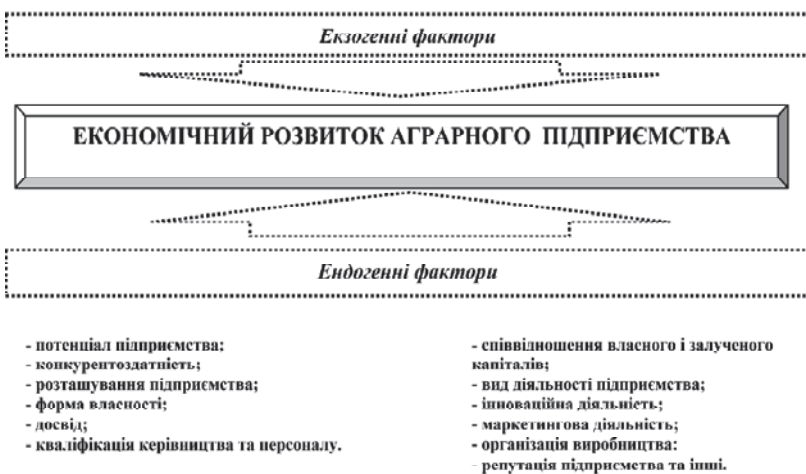 Екзогенні фактори
ЕКОНОМІЧНИЙ РОЗВИТОК АГРАРНОГО ПІДПРИЄМСТВА
Ендогенні фактори
- потенціал підприємства;
- конкурентоздатність;
- розташування підприємства;
- форма власності;
- досвід;
- кваліфікація керівництва та персоналу.
- співвідношення власного і залученого
капіталів;
- вид діяльності підприємства;
- інноваційна діяльність;
- маркетингова діяльність;
- організація виробництва:
- репутація підприємства та інші.